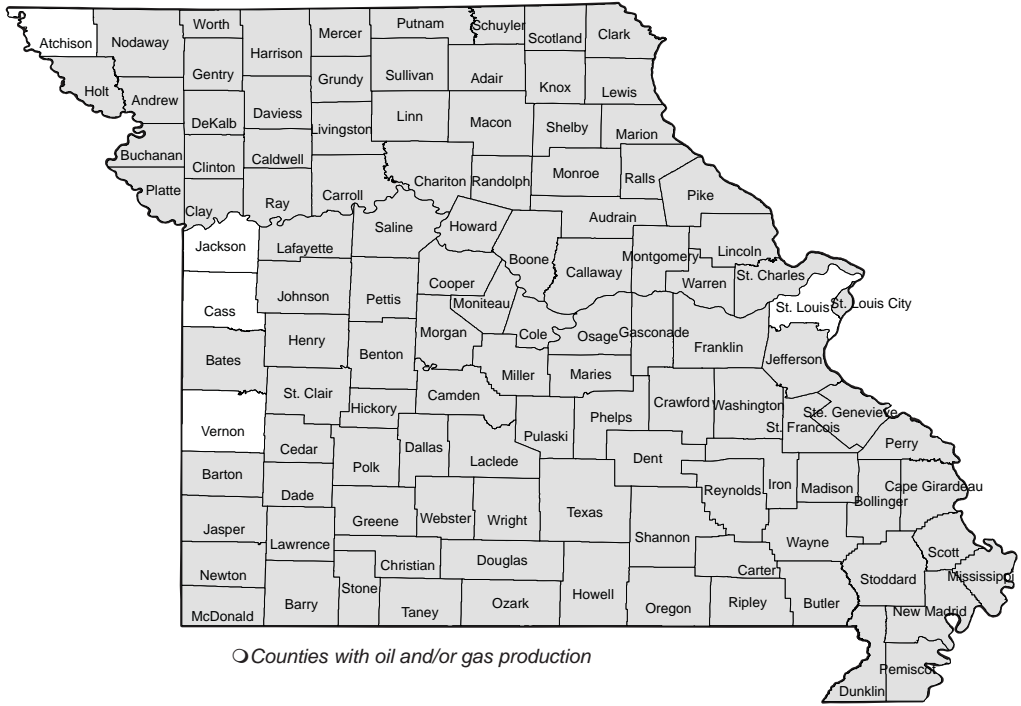 Atchison
Nodaway
Worth
Harrison
Mercer
Putnam
Schuyler
Scotland
Clark
Gentry
Grundy
Sullivan
Adair
Knox
Lewis
Holt
Andrew
DeKalb
Daviess
Livingston
Linn
Macon
Shelby
Marion
Buchanan
Clinton
Caldwell
Chariton
Randolph
Monroe
Ralls
Pike
Platte
Clay
Ray
Carroll
Saline
Howard
Audrain
Jackson
Lafayette
Boone
Callaway
Montgomery
Lincoln
Warren
St. Charles
Cass
Johnson
Pettis
Cooper
Moniteau
Cole
Osage
Gasconade
Franklin
St. Louis
St. Louis City
Bates
Henry
Benton
Morgan
Miller
Maries
Jefferson
St. Clair
Hickory
Camden
Pulaski
Phelps
Crawford
Washington
St. Francois
Ste. Genevieve
Vernon
Cedar
Polk
Dallas
Laclede
Dent
Perry
Barton
Dade
Greene
Webster
Wright
Texas
Reynolds
Iron
Madison
Bollinger
Cape Girardeau
Jasper
Lawrence
Christian
Douglas
Shannon
Wayne
Scott
Mississippi
Newton
Stone
Carter
Stoddard
McDonald
Barry
Taney
Ozark
Howell
Oregon
Ripley
Butler
New Madrid
Dunklin
Pemiscot
Counties with oil and/or gas production